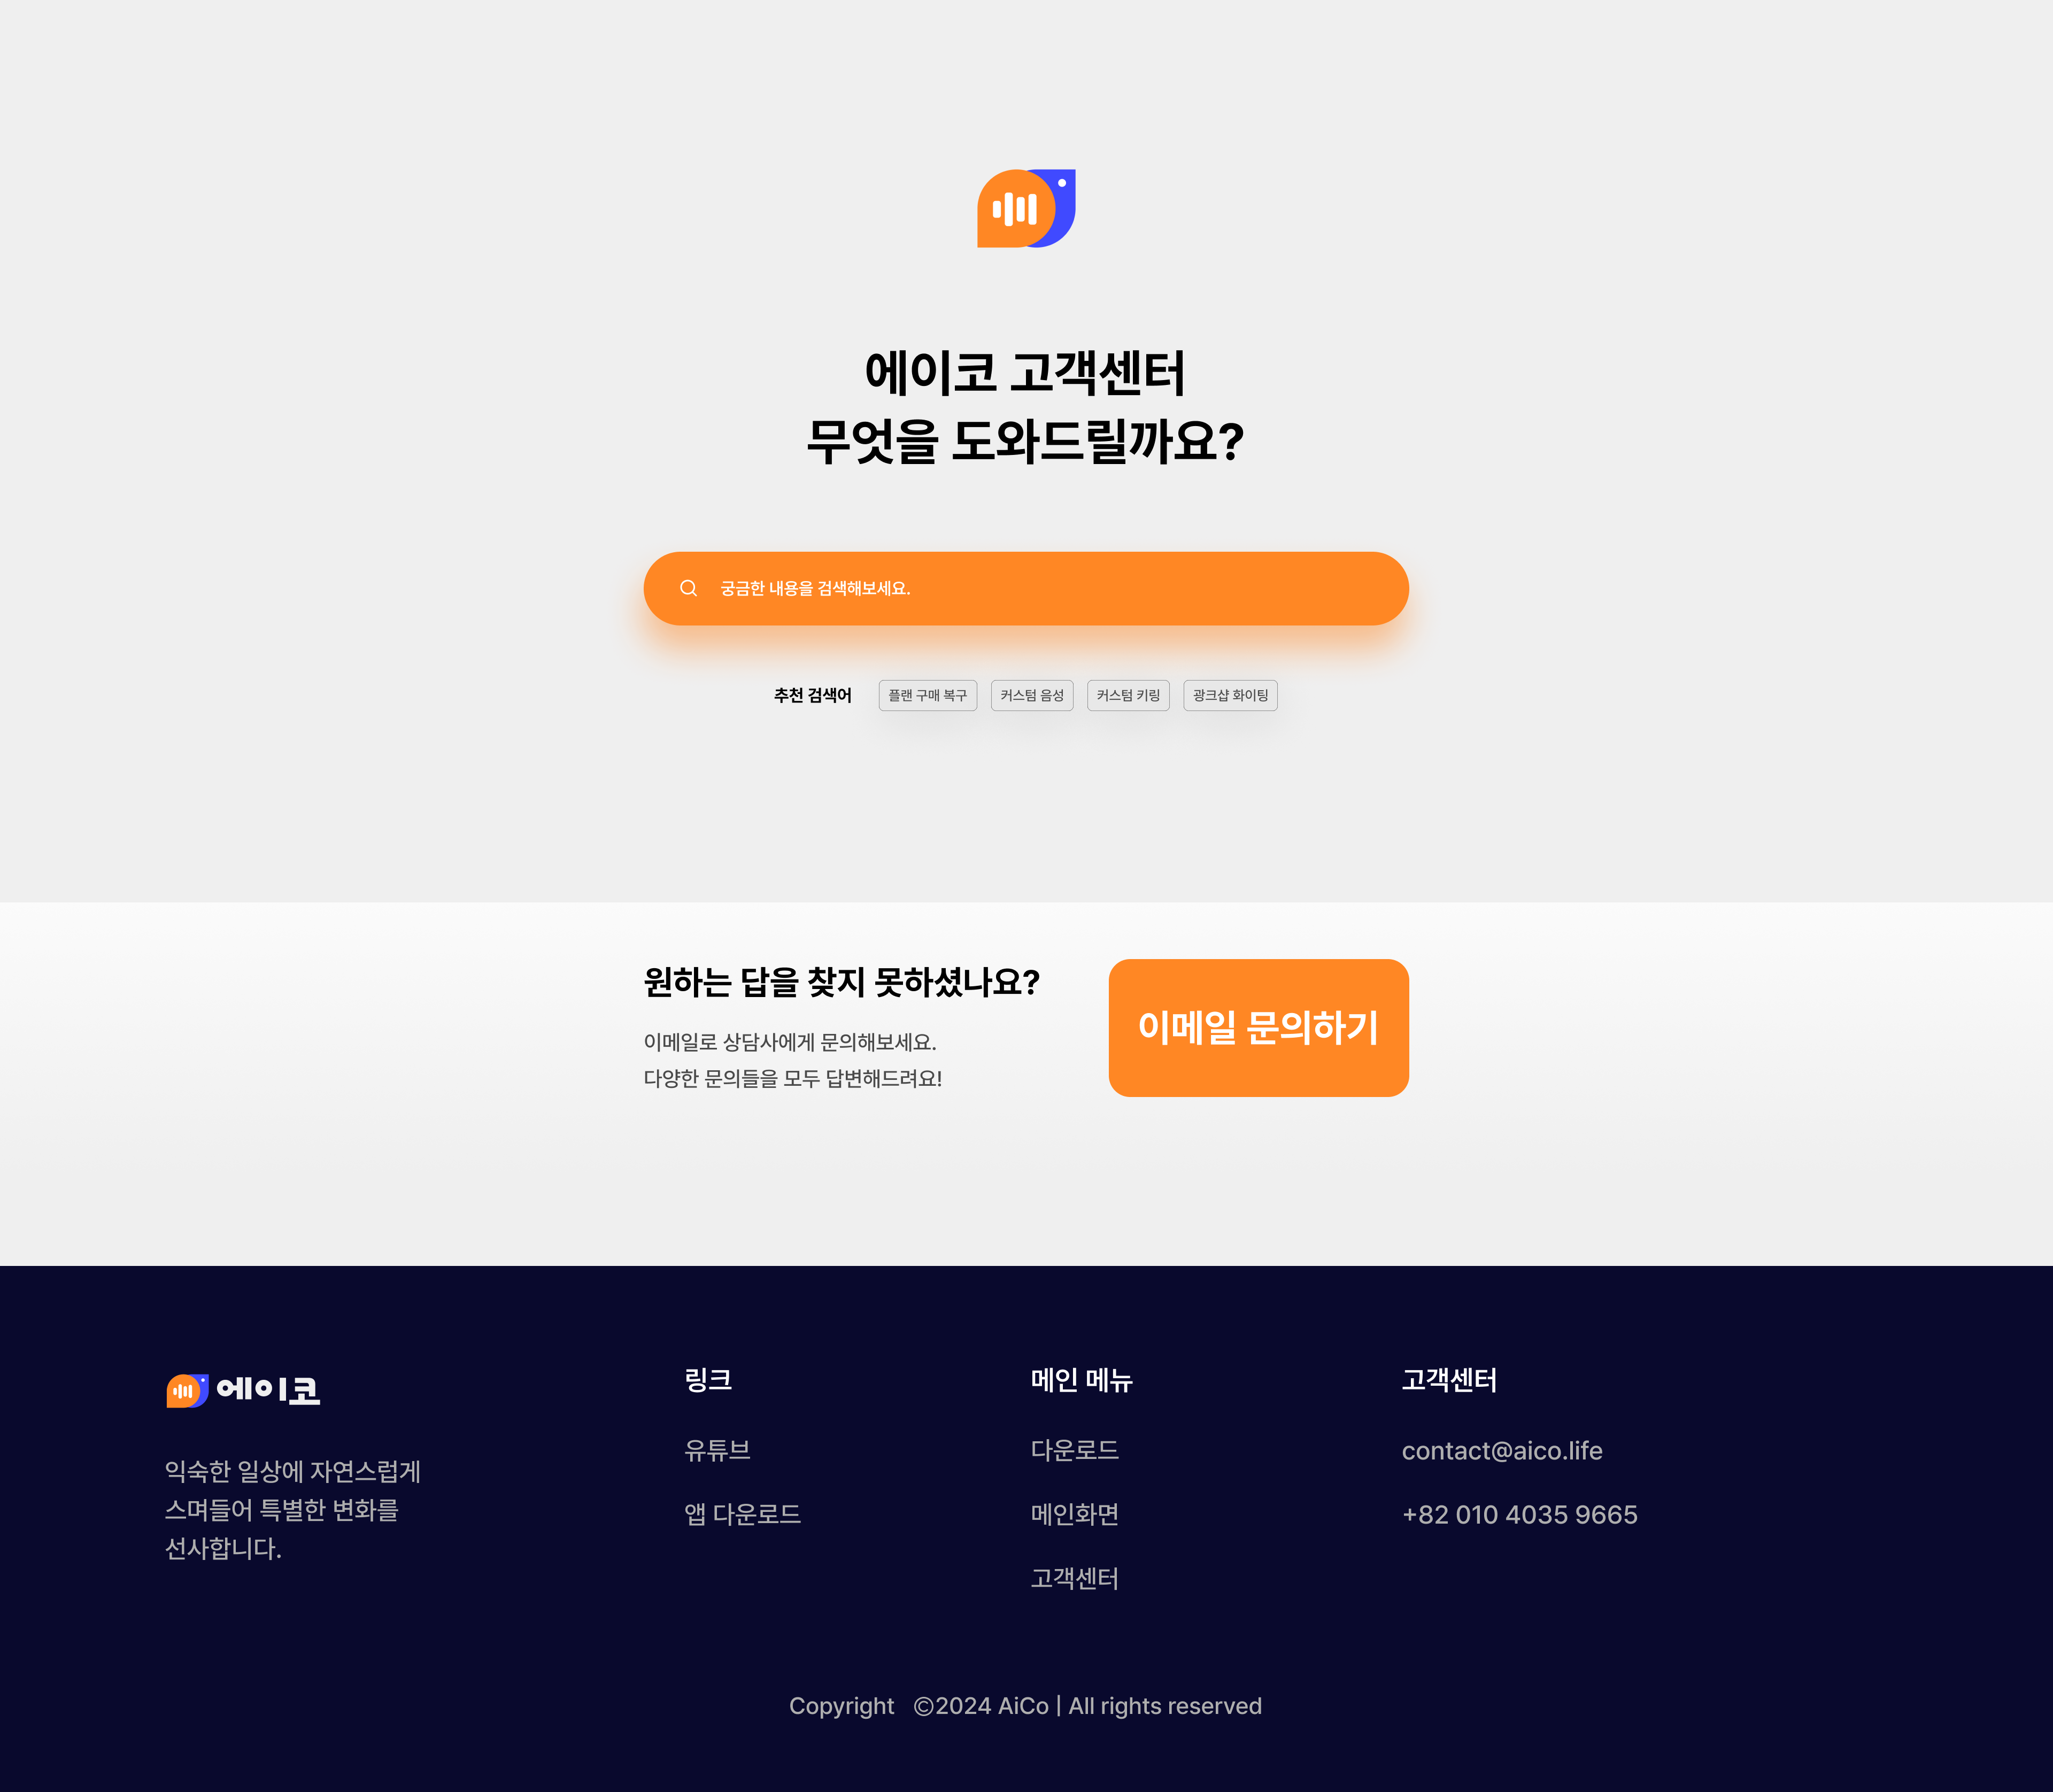 에이코 고객센터
무엇을 도와드릴까요?
궁금한 내용을 검색해보세요.
추천 검색어
플랜 구매 복구
커스텀 음성
커스텀 키링
광크샵 화이팅
원하는 답을 찾지 못하셨나요?
이메일로 상담사에게 문의해보세요.
다양한 문의들을 모두 답변해드려요!
이메일 문의하기
에이코
익숙한 일상에 자연스럽게
스며들어 특별한 변화를
선사합니다.
링크
유튜브
앱 다운로드
메인 메뉴
다운로드
메인화면
고객센터
고객센터
contact@aico.life
+82 010 4035 9665
Copyright ©2024 AiCo | All rights reserved